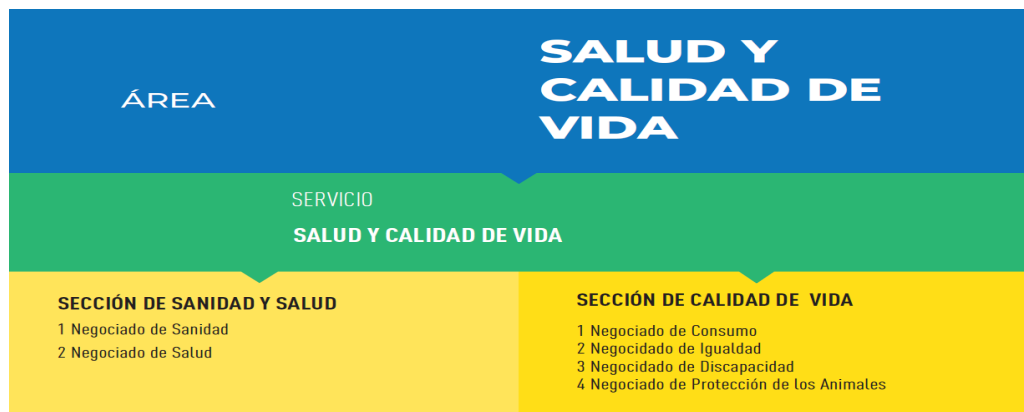 ÁREA
SALUD Y
CALIDAD DE
VIDA
SERVICIO
SALUD Y CALIDAD DE VIDA
SECCIÓN DE SANIDAD Y SALUD
1 Negociado de Sanidad
2 Negociado de Salud
SECCIÓN DE CALIDAD DE VIDA
1 Negociado de Consumo
2 Negocidado de Igualdad
3 Negocidado de Discapacidad
4 Negociado de Protección de los Animales